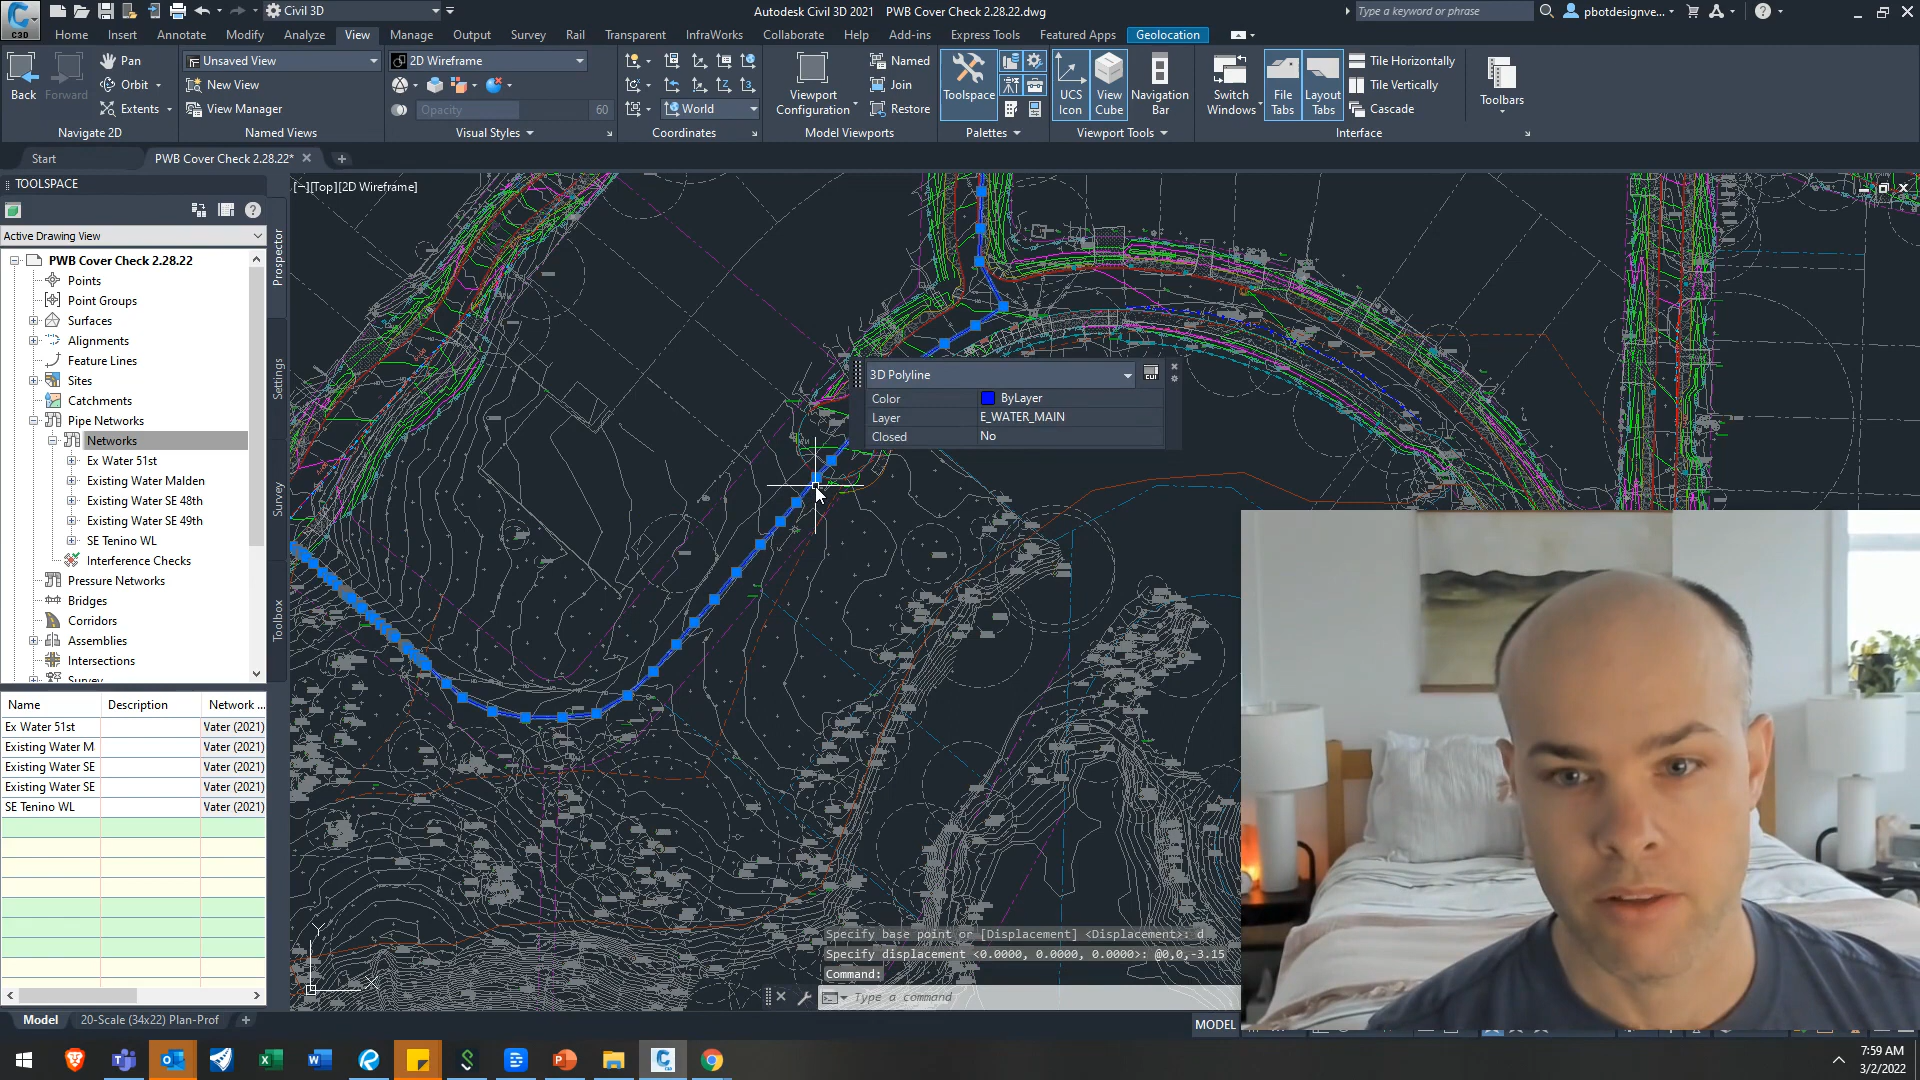 Civil 3D
Autodesk Civil 3D 2021 PWB Cover Check 2.28.22.dwg
Type a keyword or phrase
pbotdesignve...
C3D
Home Insert Annotate Modify Analyze View Manage Output Survey Rail Transparent InfraWorks Collaborate Help Add-ins Express Tools Featured Apps Geolocation
Back
Forward
Pan
Orbit
Extents
Navigate 2D
Unsaved View
New View
View Manager
Named Views
2D Wireframe
Opacity 60
Visual Styles
World
Coordinates
Viewport
Configuration
Named
Join
Restore
Model Viewports
Toolspace
Palettes
UCS
Icon
View
Cube
Navigation
Bar
Viewport Tools
Switch
Windows
File
Tabs
Layout
Tabs
Tile Horizontally
Tile Vertically
Cascade
Interface
Toolbars
Start
PWB Cover Check 2.28.22*
TOOLSPACE
Active Drawing View
PWB Cover Check 2.28.22
Points
Point Groups
Surfaces
Alignments
Feature Lines
Sites
Catchments
Pipe Networks
Networks
Ex Water 51st
Existing Water Malden
Existing Water SE 48th
Existing Water SE 49th
SE Tenino WL
Interference Checks
Pressure Networks
Bridges
Corridors
Assemblies
Intersections
Survey
Prospector
Settings
Survey
Toolbox
Name Description Network ...
Ex Water 51st Vater (2021)
Existing Water M Vater (2021)
Existing Water SE Vater (2021)
Existing Water SE Vater (2021)
SE Tenino WL Vater (2021)
[−][Top][2D Wireframe]
3D Polyline
CUI
Color ByLayer
Layer E_WATER_MAIN
Closed No
Y
X
Specify base point or [Displacement] <Displacement>: d
Specify displacement <0.0000, 0.0000, 0.0000>: @0,0,-3.15
Command:
Type a command
Model 20-Scale (34x22) Plan-Prof
MODEL
7:59 AM
3/2/2022